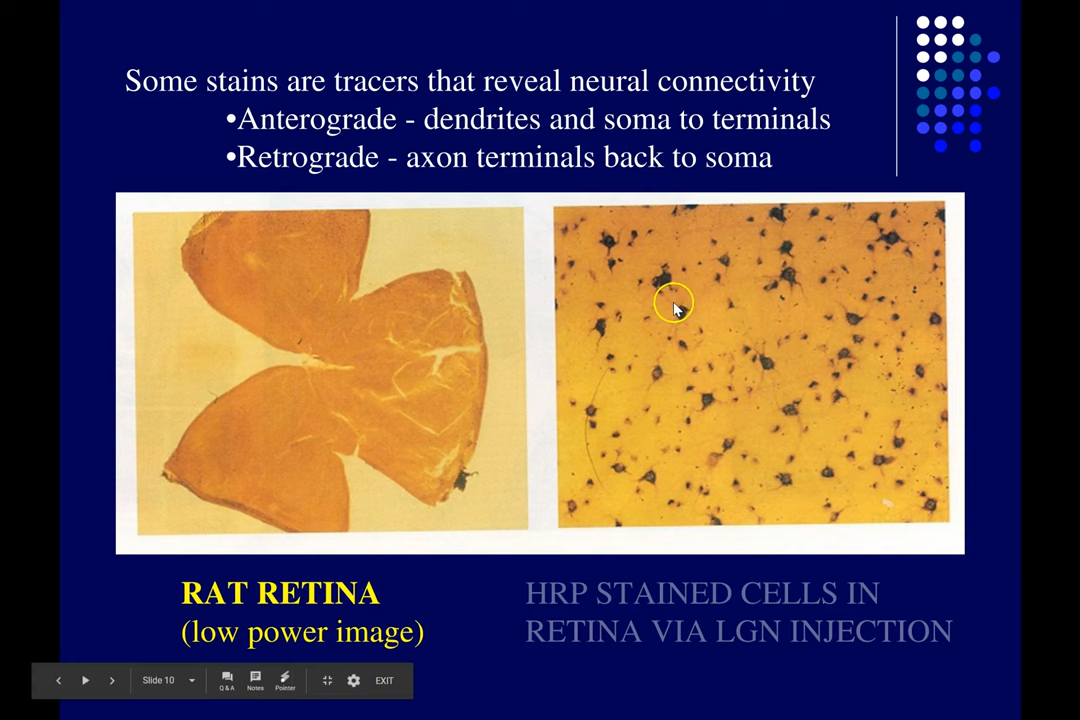 Some stains are tracers that reveal neural connectivity
•Anterograde - dendrites and soma to terminals
•Retrograde - axon terminals back to soma
RAT RETINA
(low power image)
HRP STAINED CELLS IN
RETINA VIA LGN INJECTION
Slide 10
Q & A
Notes
Pointer
EXIT